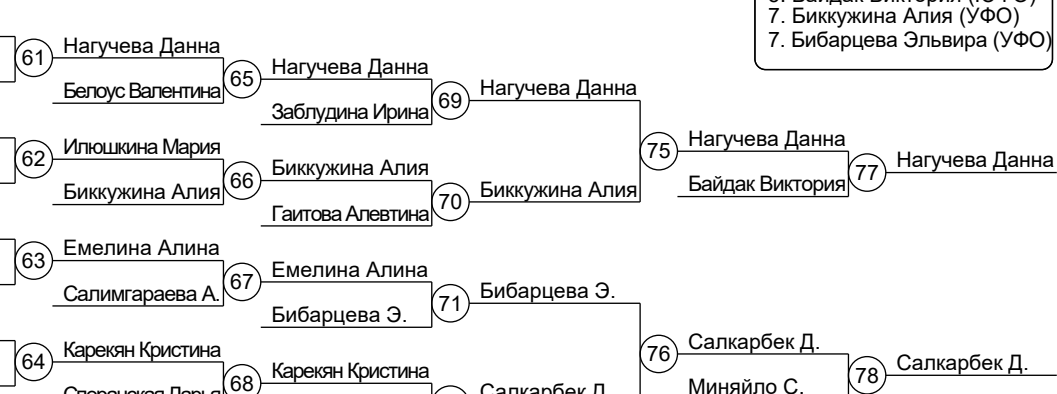 7. Биккужина Алия (УФО)
7. Бибарцева Эльвира (УФО)
61
Нагучева Данна
Белоус Валентина
65
Нагучева Данна
Заблудина Ирина
69
Нагучева Данна
62
Илюшкина Мария
Биккужина Алия
66
Биккужина Алия
Гаитова Алевтина
70
Биккужина Алия
75
Нагучева Данна
Байдак Виктория
77
Нагучева Данна
63
Емелина Алина
Салимгараева А.
67
Емелина Алина
Бибарцева Э.
71
Бибарцева Э.
64
Карекян Кристина
68
Карекян Кристина
Салкарбек Д.
76
Салкарбек Д.
Миняйло С.
78
Салкарбек Д.